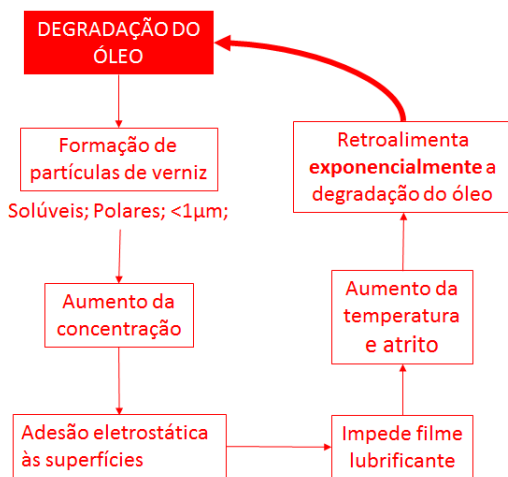 DEGRADAÇÃO DO
ÓLEO
Formação de
partículas de verniz
Solúveis; Polares; <1µm;
Aumento da
concentração
Adesão eletrostática
às superfícies
Impede filme
lubrificante
Aumento da
temperatura
e atrito
Retroalimenta
exponencialmente a
degradação do óleo